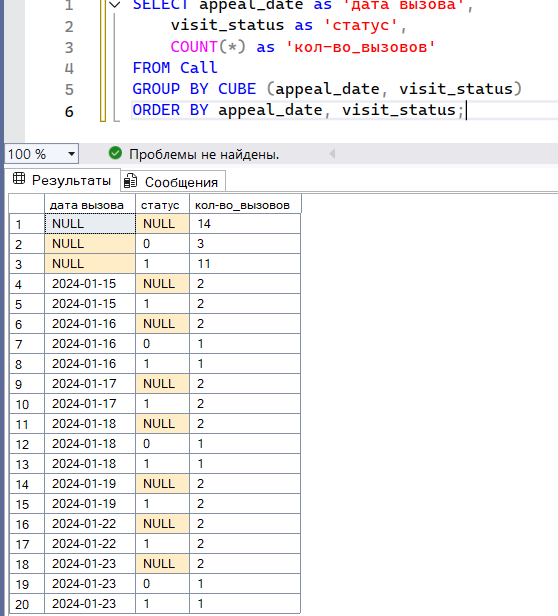 1 SELECT appeal_date as 'дата вызова',
2 visit_status as 'статус',
3 COUNT(*) as 'кол-во_вызовов'
4 FROM Call
5 GROUP BY CUBE (appeal_date, visit_status)
6 ORDER BY appeal_date, visit_status;
100 % Проблемы не найдены.
Результаты Сообщения
дата вызова статус кол-во_вызовов
1 NULL NULL 14
2 NULL 0 3
3 NULL 1 11
4 2024-01-15 NULL 2
5 2024-01-15 1 2
6 2024-01-16 NULL 2
7 2024-01-16 0 1
8 2024-01-16 1 1
9 2024-01-17 NULL 2
10 2024-01-17 1 2
11 2024-01-18 NULL 2
12 2024-01-18 0 1
13 2024-01-18 1 1
14 2024-01-19 NULL 2
15 2024-01-19 1 2
16 2024-01-22 NULL 2
17 2024-01-22 1 2
18 2024-01-23 NULL 2
19 2024-01-23 0 1
20 2024-01-23 1 1